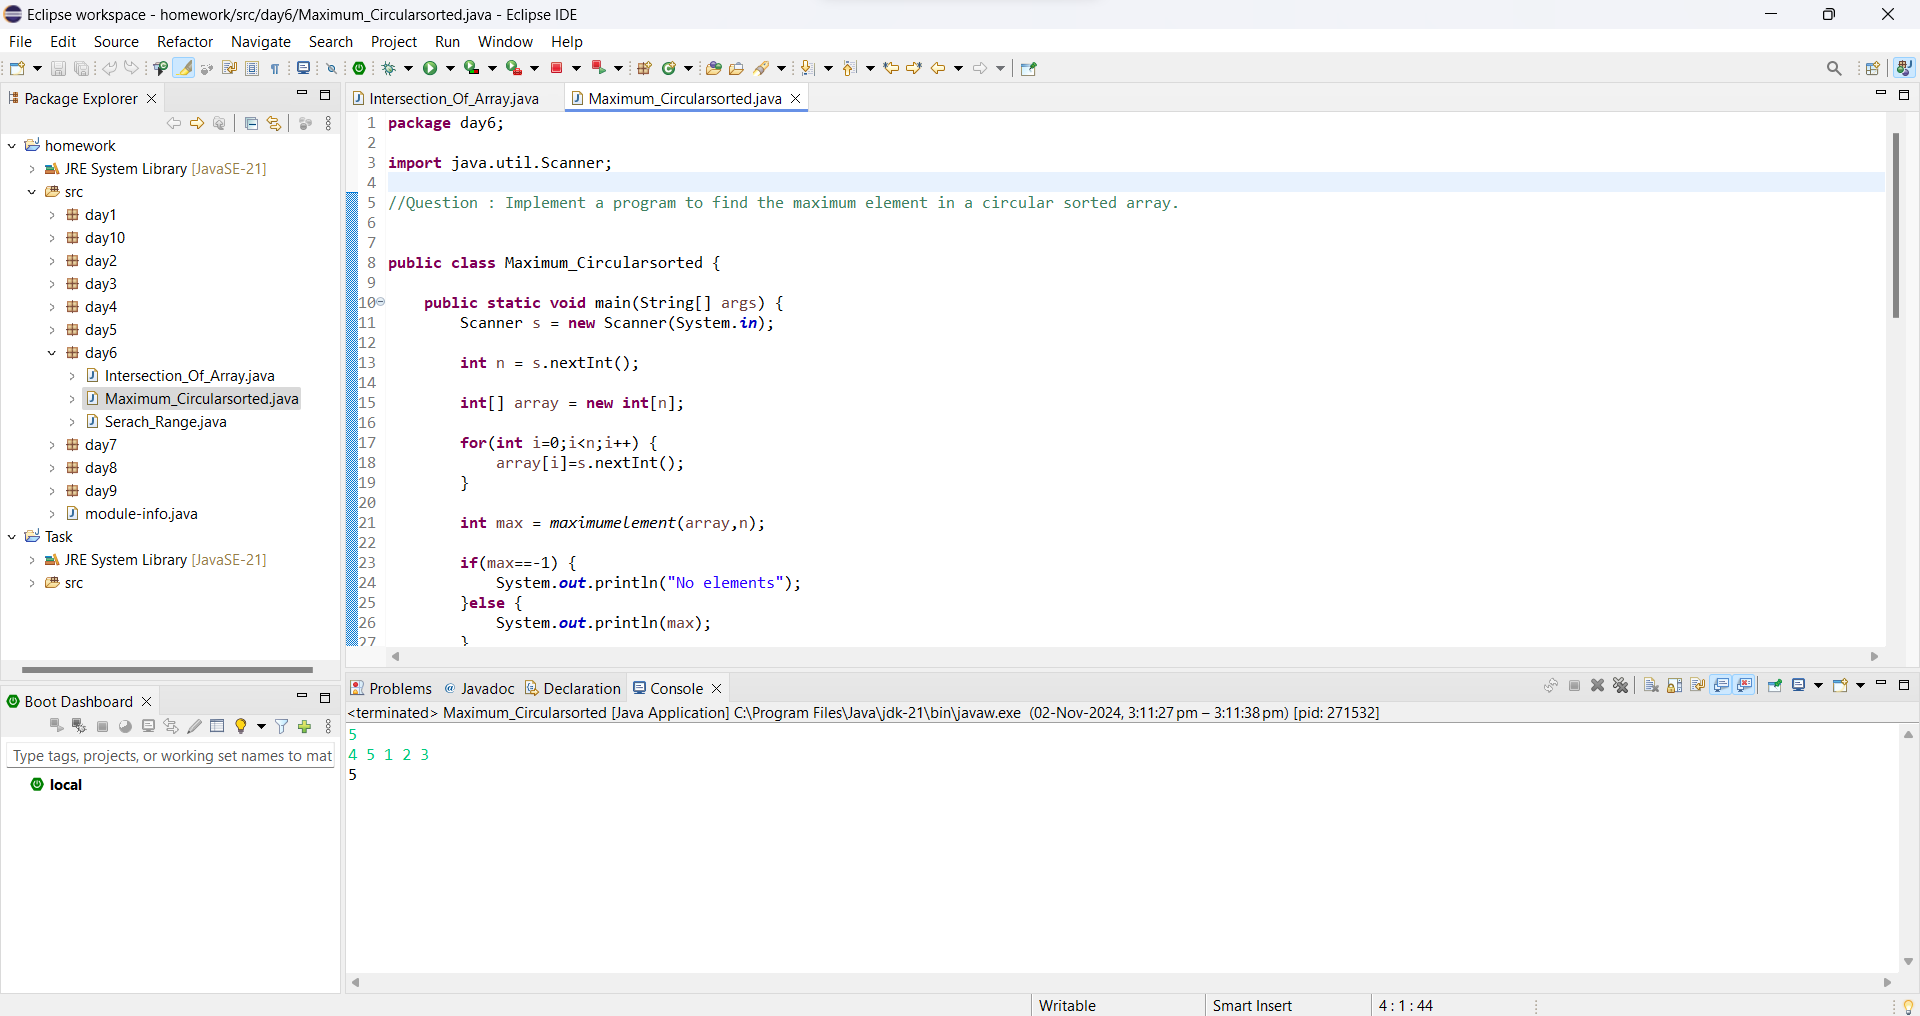 Eclipse workspace - homework/src/day6/Maximum_Circularsorted.java - Eclipse IDE
File Edit Source Refactor Navigate Search Project Run Window Help
Package Explorer
homework
JRE System Library [JavaSE-21]
src
day1
day10
day2
day3
day4
day5
day6
Intersection_Of_Array.java
Maximum_Circularsorted.java
Serach_Range.java
day7
day8
day9
module-info.java
Task
JRE System Library [JavaSE-21]
src
Boot Dashboard
Type tags, projects, or working set names to mat
local
Intersection_Of_Array.java Maximum_Circularsorted.java
1 package day6;
2
3 import java.util.Scanner;
4
5 //Question : Implement a program to find the maximum element in a circular sorted array.
6
7
8 public class Maximum_Circularsorted {
9
10 public static void main(String[] args) {
11 Scanner s = new Scanner(System.in);
12
13 int n = s.nextInt();
14
15 int[] array = new int[n];
16
17 for(int i=0;i<n;i++) {
18 array[i]=s.nextInt();
19 }
20
21 int max = maximumelement(array,n);
22
23 if(max==-1) {
24 System.out.println("No elements");
25 }else {
26 System.out.println(max);
27 }
Problems Javadoc Declaration Console
<terminated> Maximum_Circularsorted [Java Application] C:\Program Files\Java\jdk-21\bin\javaw.exe (02-Nov-2024, 3:11:27 pm – 3:11:38 pm) [pid: 271532]
5
4 5 1 2 3
5
Writable Smart Insert 4 : 1 : 44